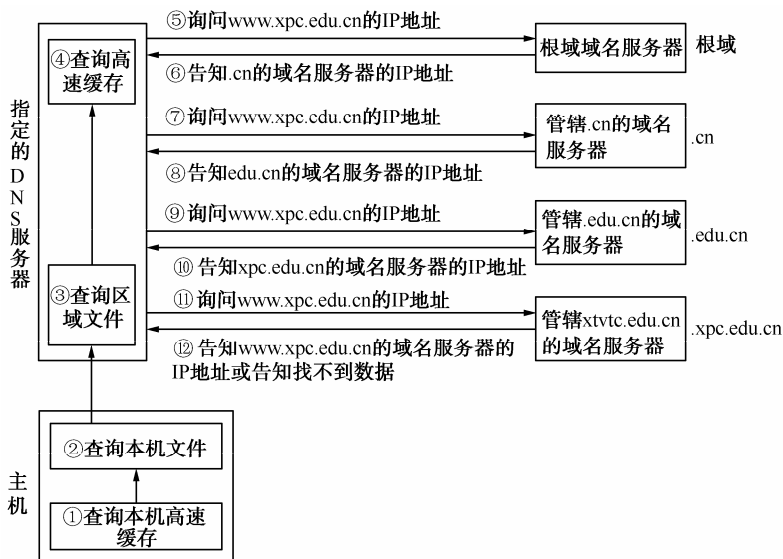 ⑤询问www.xpc.edu.cn的IP地址
④查询高
速缓存
根域域名服务器
根域
⑥告知.cn的域名服务器的IP地址
⑦询问www.xpc.cdu.cn的IP地址
管辖.cn的域名
服务器
.cn
⑧告知edu.cn的域名服务器的IP地址
指定的DNS服务器
⑨询问www.xpc.edu.cn的IP地址
管辖.edu.cn的域
名服务器
.edu.cn
⑩告知xpc.edu.cn的域名服务器的IP地址
③查询区
域文件
⑪询问www.xpc.edu.cn的IP地址
管辖xtvtc.edu.cn
的域名服务器
.xpc.edu.cn
⑫告知www.xpc.edu.cn的域名服务器的
IP地址或告知找不到数据
②查询本机文件
主机
①查询本机高速
缓存